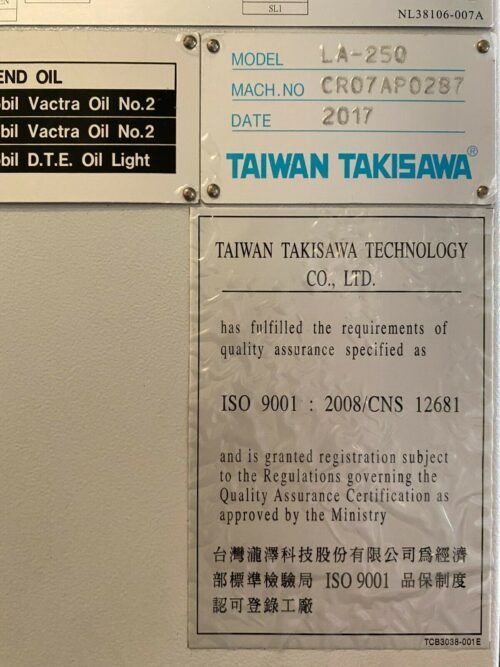 SL1
NL38106-007A
END OIL
bil Vactra Oil No.2
bil Vactra Oil No.2
bil D.T.E. Oil Light
MODEL LA-250
MACH.NO CR07AP0287
DATE 2017
TAIWAN TAKISAWA®
TAIWAN TAKISAWA TECHNOLOGY
CO., LTD.
has fulfilled the requirements of
quality assurance specified as
ISO 9001 : 2008/CNS 12681
and is granted registration subject
to the Regulations governing the
Quality Assurance Certification as
approved by the Ministry
台灣瀧澤科技股份有限公司爲經濟
部標準檢驗局 ISO 9001 品保制度
認可登錄工廠
TCB3038-001E